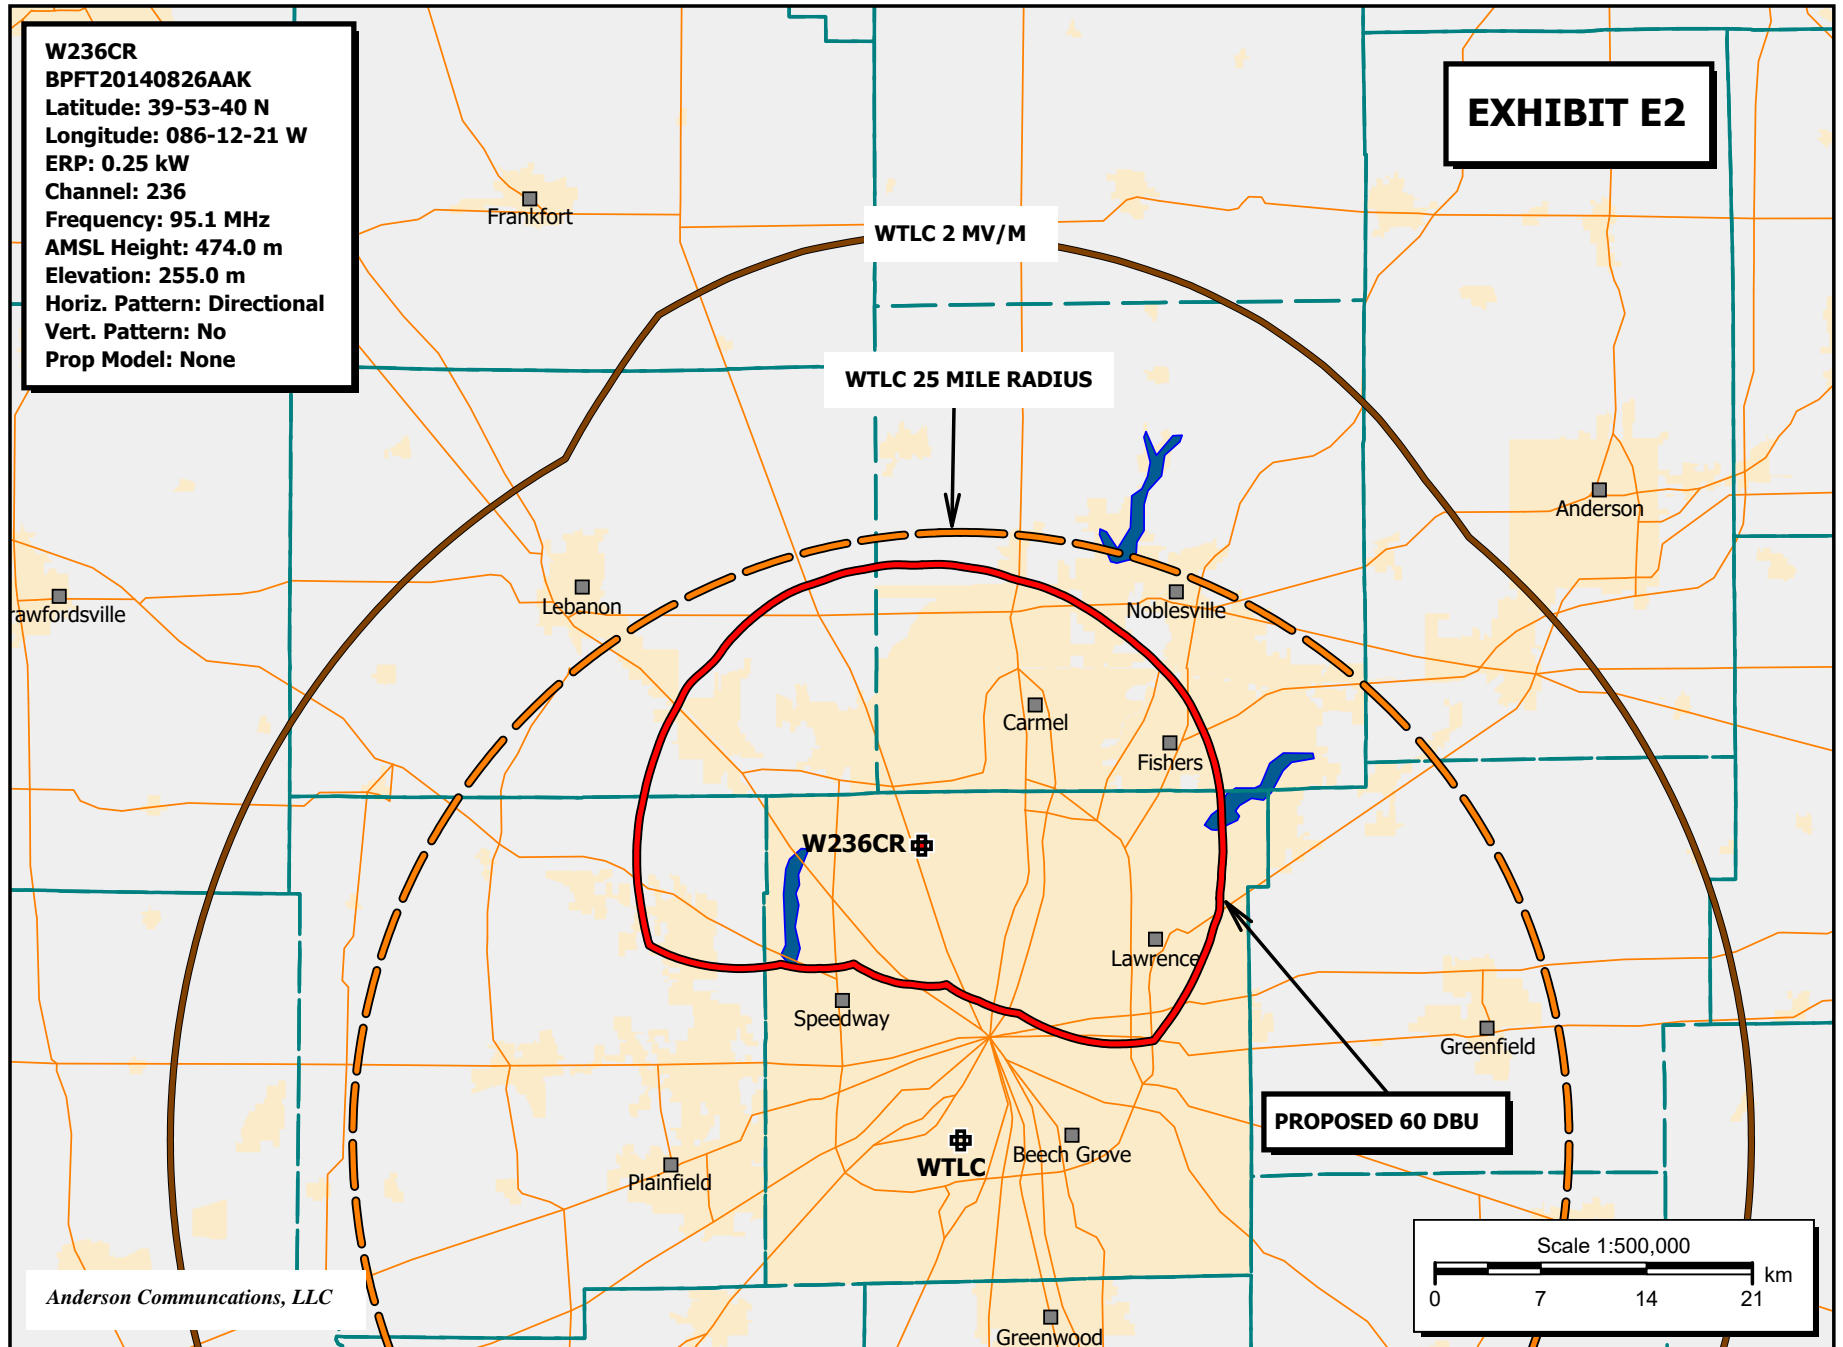 W236CR
BPFT20140826AAK
Latitude: 39-53-40 N
Longitude: 086-12-21 W
ERP: 0.25 kW
Channel: 236
Frequency: 95.1 MHz
AMSL Height: 474.0 m
Elevation: 255.0 m
Horiz. Pattern: Directional
Vert. Pattern: No
Prop Model: None
EXHIBIT E2
Frankfort
WTLC 2 MV/M
WTLC 25 MILE RADIUS
Anderson
Lebanon
Noblesville
rawfordsville
Carmel
Fishers
W236CR
Lawrence
Speedway
Greenfield
PROPOSED 60 DBU
Beech Grove
WTLC
Plainfield
Scale 1:500,000
km
0 7 14 21
Anderson Communcations, LLC
Greenwood